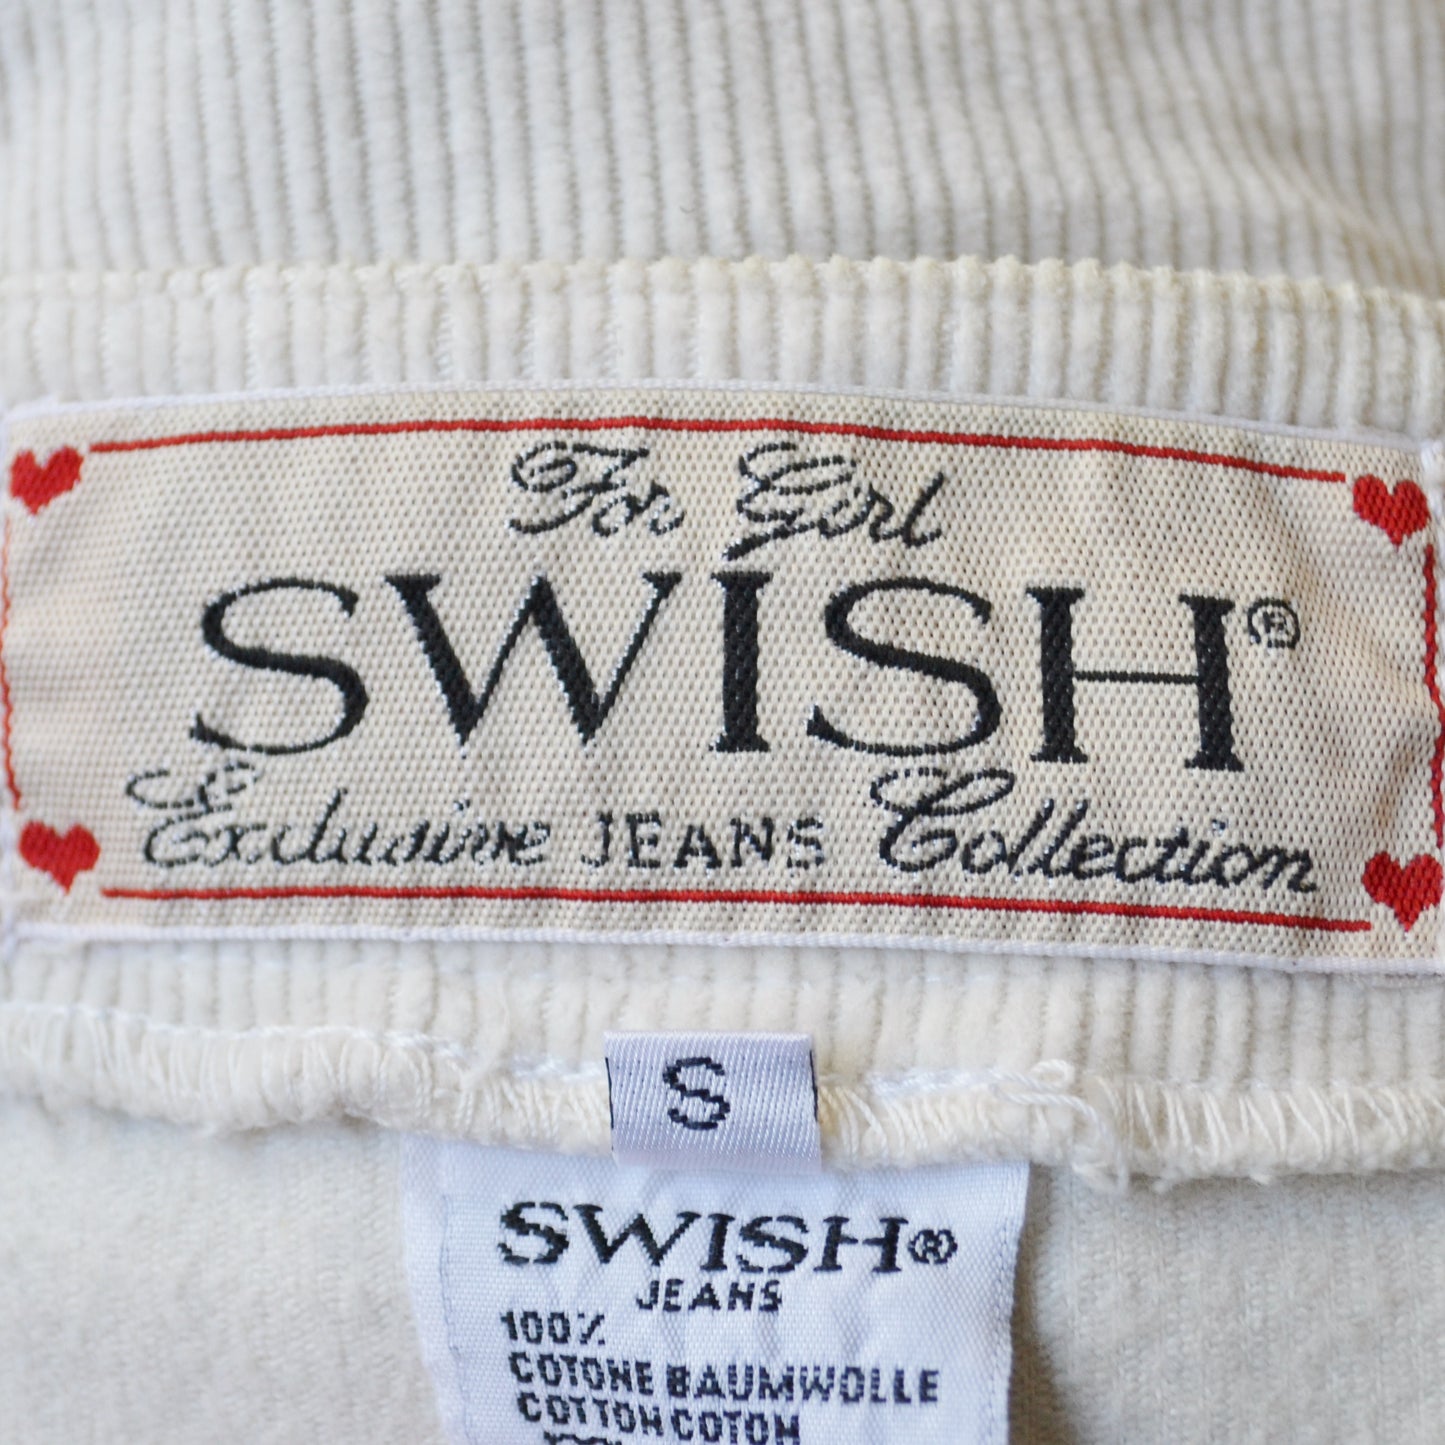 For Girl
SWISH®
Exclusive JEANS Collection
S
SWISH®
JEANS
100%
COTONE BAUMWOLLE
COTTON COTON